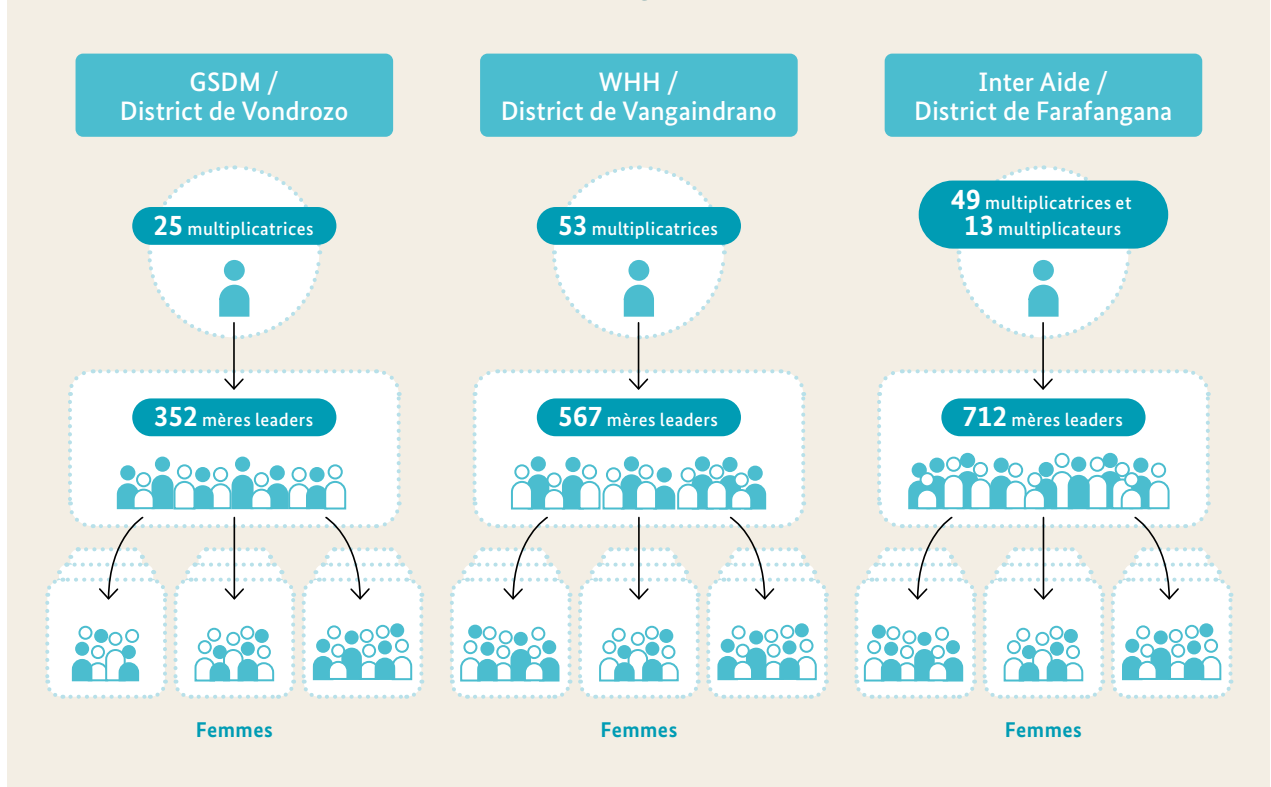 GSDM /
District de Vondrozo
25 multiplicatrices
352 mères leaders
Femmes
WHH /
District de Vangaindrano
53 multiplicatrices
567 mères leaders
Femmes
Inter Aide /
District de Farafangana
49 multiplicatrices et
13 multiplicateurs
712 mères leaders
Femmes